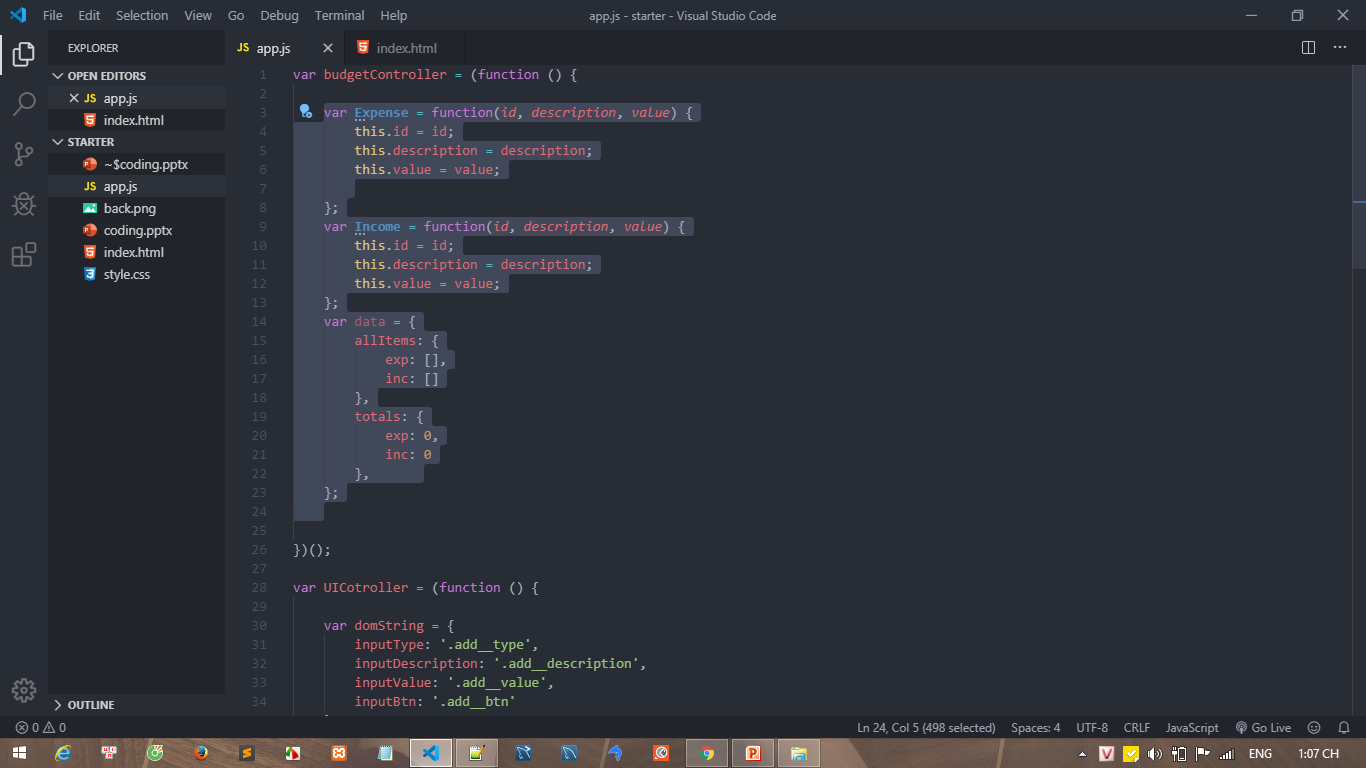 File Edit Selection View Go Debug Terminal Help
app.js - starter - Visual Studio Code
EXPLORER
OPEN EDITORS
JS app.js
index.html
STARTER
~$coding.pptx
JS app.js
back.png
coding.pptx
index.html
style.css
OUTLINE
JS app.js
index.html
1 var budgetController = (function () {
2
3 var Expense = function(id, description, value) {
4 this.id = id;
5 this.description = description;
6 this.value = value;
7
8 };
9 var Income = function(id, description, value) {
10 this.id = id;
11 this.description = description;
12 this.value = value;
13 };
14 var data = {
15 allItems: {
16 exp: [],
17 inc: []
18 },
19 totals: {
20 exp: 0,
21 inc: 0
22 },
23 };
24
25
26 })();
27
28 var UICotroller = (function () {
29
30 var domString = {
31 inputType: '.add__type',
32 inputDescription: '.add__description',
33 inputValue: '.add__value',
34 inputBtn: '.add__btn'
0 0
Ln 24, Col 5 (498 selected) Spaces: 4 UTF-8 CRLF JavaScript Go Live
ENG 1:07 CH